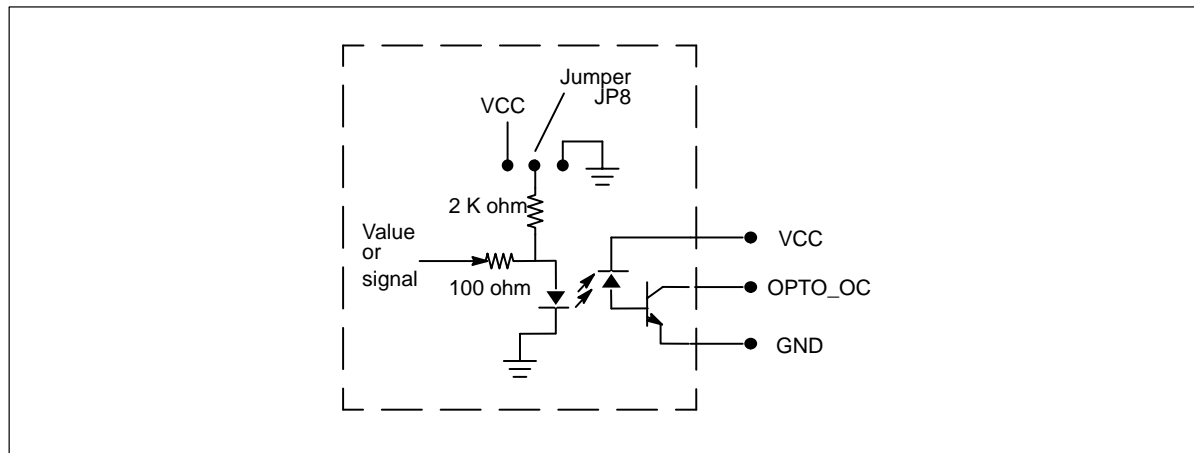 Jumper
JP8
VCC
2 K ohm
Value
or
signal
100 ohm
VCC
OPTO_OC
GND